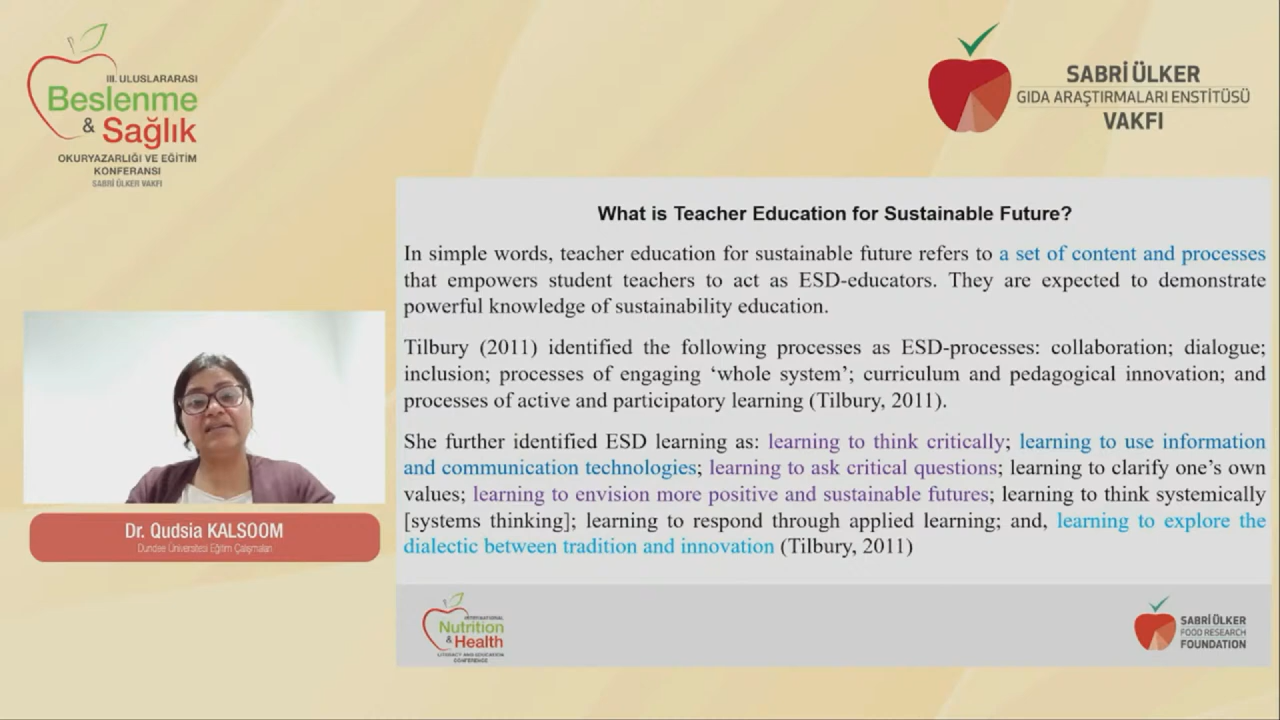 III. ULUSLARARASI
Beslenme
& Sağlık
OKURYAZARLIĞI VE EĞİTİM
KONFERANSI
SABRİ ÜLKER VAKFI
SABRİ ÜLKER
GIDA ARAŞTIRMALARI ENSTİTÜSÜ
VAKFI
What is Teacher Education for Sustainable Future?
In simple words, teacher education for sustainable future refers to a set of content and processes
that empowers student teachers to act as ESD-educators. They are expected to demonstrate
powerful knowledge of sustainability education.
Tilbury (2011) identified the following processes as ESD-processes: collaboration; dialogue;
inclusion; processes of engaging ‘whole system’; curriculum and pedagogical innovation; and
processes of active and participatory learning (Tilbury, 2011).
She further identified ESD learning as: learning to think critically; learning to use information
and communication technologies; learning to ask critical questions; learning to clarify one’s own
values; learning to envision more positive and sustainable futures; learning to think systemically
[systems thinking]; learning to respond through applied learning; and, learning to explore the
dialectic between tradition and innovation (Tilbury, 2011)
Dr. Qudsia KALSOOM
Dundee Üniversitesi Eğitim Çalışmaları
INTERNATIONAL
Nutrition
& Health
LITERACY AND EDUCATION
CONFERENCE
SABRİ ÜLKER
FOOD RESEARCH
FOUNDATION